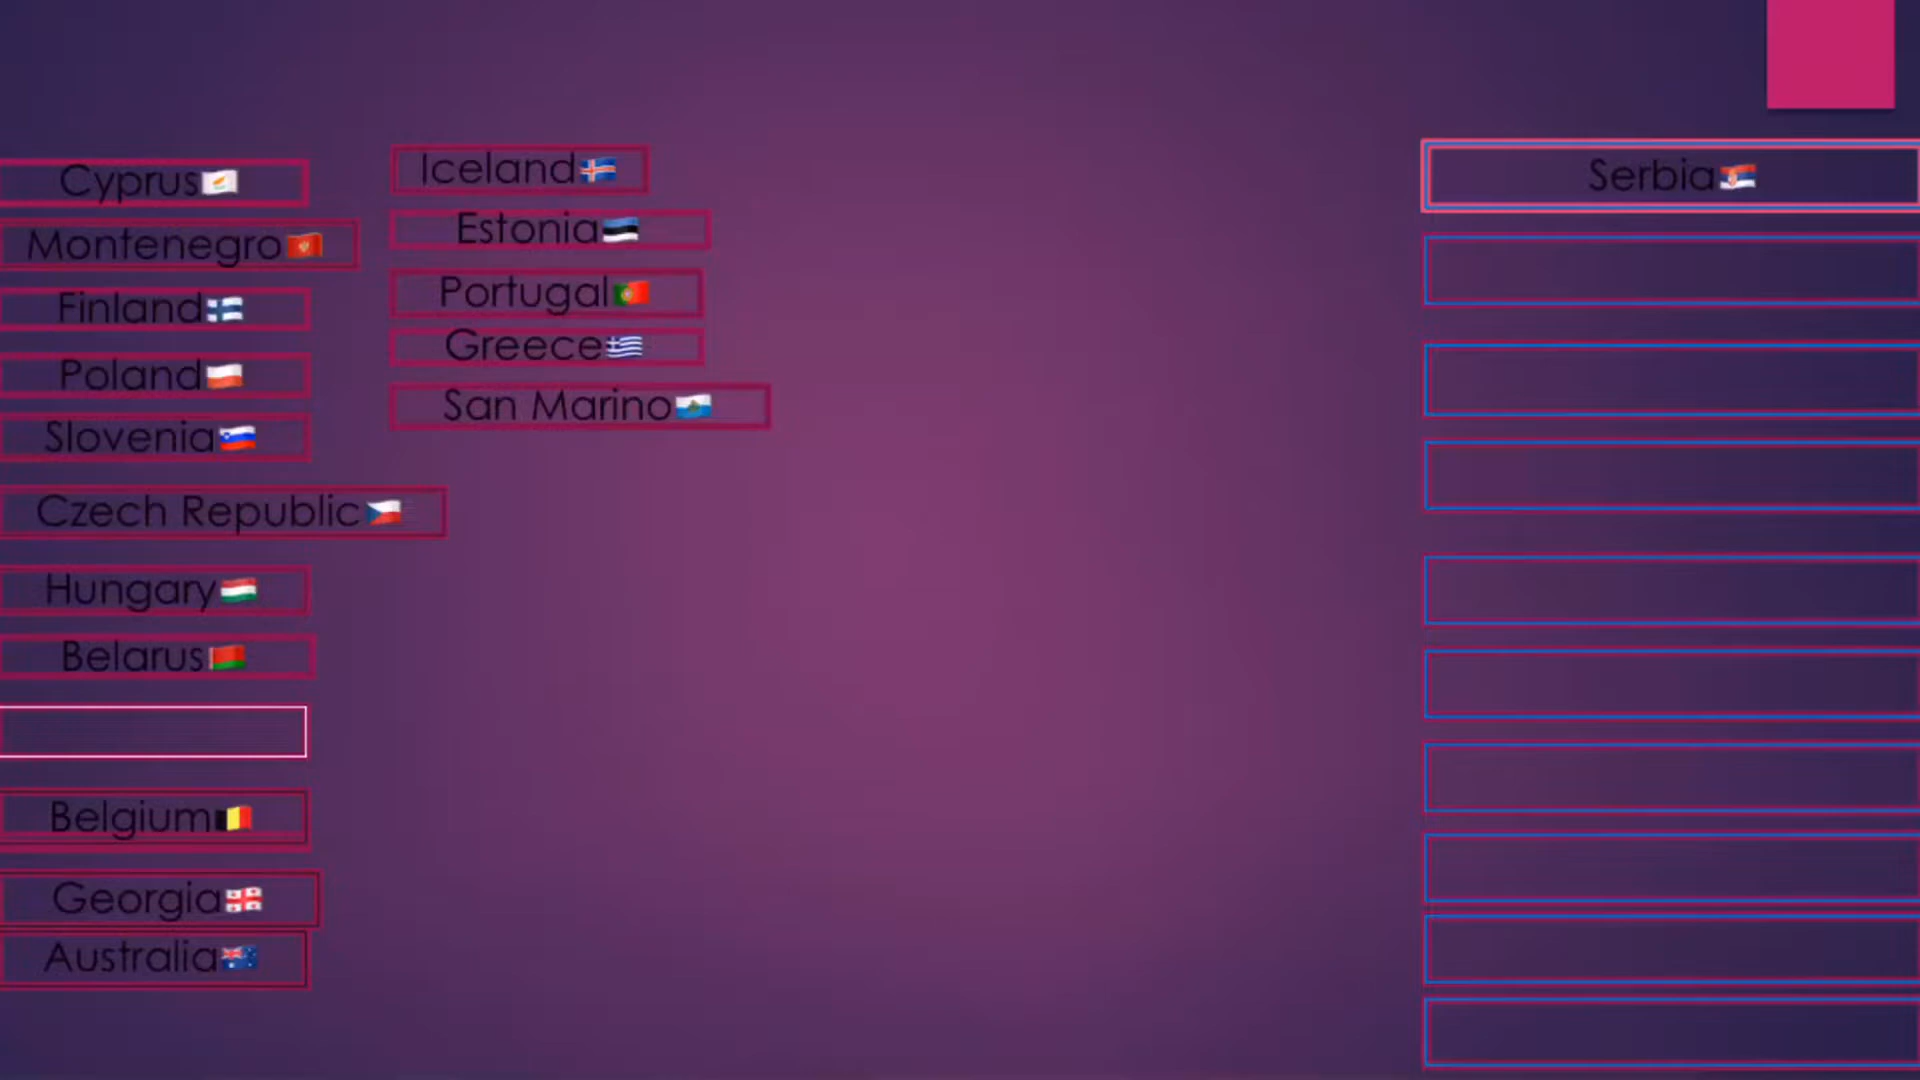 Cyprus🇨🇾
Montenegro🇲🇪
Finland🇫🇮
Poland🇵🇱
Slovenia🇸🇮
Czech Republic🇨🇿
Hungary🇭🇺
Belarus🇧🇾
Belgium🇧🇪
Georgia🇬🇪
Australia🇦🇺
Iceland🇮🇸
Estonia🇪🇪
Portugal🇵🇹
Greece🇬🇷
San Marino🇸🇲
Serbia🇷🇸